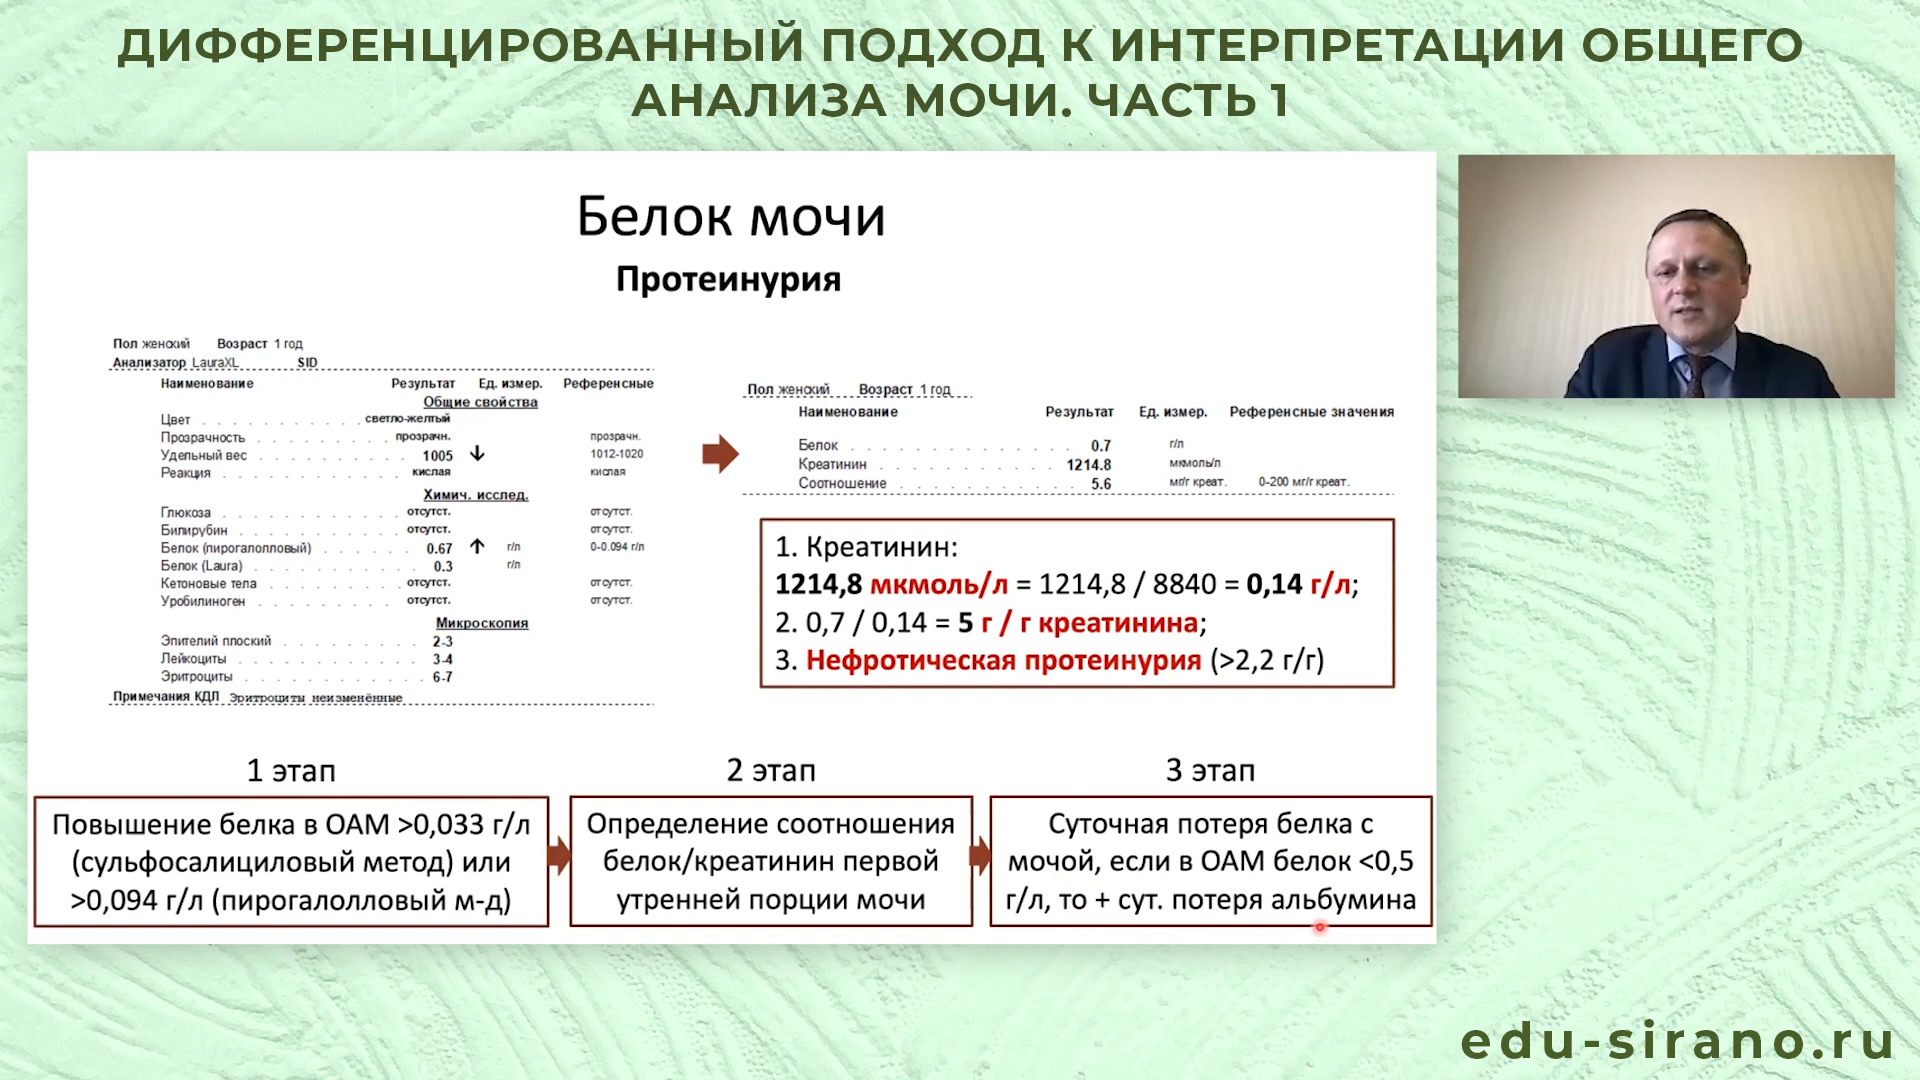 ДИФФЕРЕНЦИРОВАННЫЙ ПОДХОД К ИНТЕРПРЕТАЦИИ ОБЩЕГО
АНАЛИЗА МОЧИ. ЧАСТЬ 1
Белок мочи
Протеинурия
Пол женский Возраст 1 год
Анализатор LauraXL SID
Наименование Результат Ед. измер. Референсные
Общие свойства
Цвет светло-желтый
Прозрачность прозрачн. прозрачн.
Удельный вес 1005 ↓ 1012-1020
Реакция кислая кислая
Химич. исслед.
Глюкоза отсутст. отсутст.
Билирубин отсутст. отсутст.
Белок (пирогалолловый) 0.67 ↑ г/л 0-0.094 г/л
Белок (Laura) 0.3 г/л
Кетоновые тела отсутст. отсутст.
Уробилиноген отсутст. отсутст.
Микроскопия
Эпителий плоский 2-3
Лейкоциты 3-4
Эритроциты 6-7
Примечания КДЛ Эритроциты неизменённые
Пол женский Возраст 1 год
Наименование Результат Ед. измер. Референсные значения
Белок 0.7 г/л
Креатинин 1214.8 мкмоль/л
Соотношение 5.6 мг/г креат. 0-200 мг/г креат.
1. Креатинин:
1214,8 мкмоль/л = 1214,8 / 8840 = 0,14 г/л;
2. 0,7 / 0,14 = 5 г / г креатинина;
3. Нефротическая протеинурия (>2,2 г/г)
1 этап
Повышение белка в ОАМ >0,033 г/л
(сульфосалициловый метод) или
>0,094 г/л (пирогалолловый м-д)
2 этап
Определение соотношения
белок/креатинин первой
утренней порции мочи
3 этап
Суточная потеря белка с
мочой, если в ОАМ белок <0,5
г/л, то + сут. потеря альбумина
edu-sirano.ru